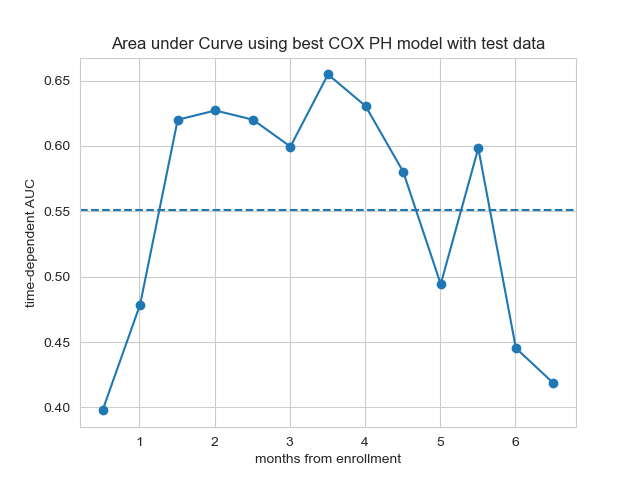 Area under Curve using best COX PH model with test data
time-dependent AUC
0.65
0.60
0.55
0.50
0.45
0.40
1 2 3 4 5 6
months from enrollment